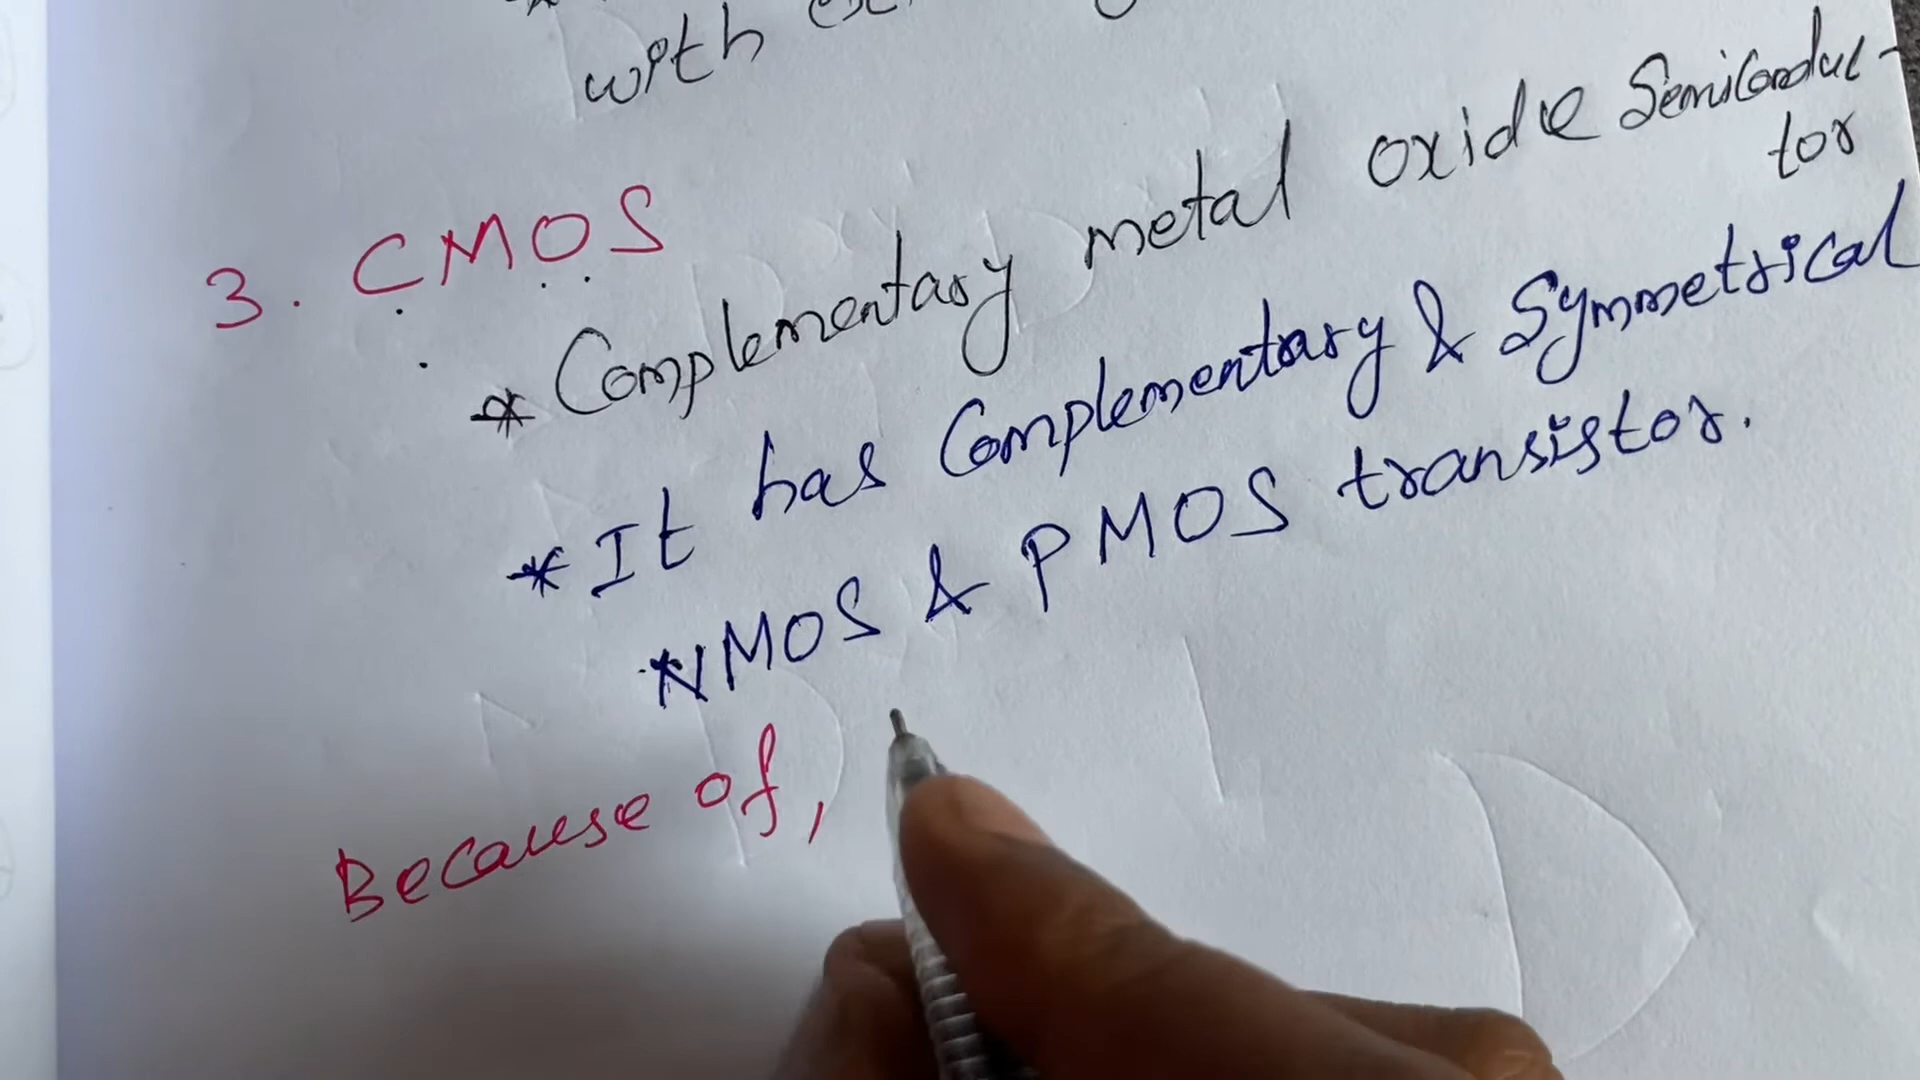 with
3. CMOS
* Complementary metal oxide Semiconduc-
tor
* It has Complementary & Symmetrical
NMOS & PMOS transistor.
Because of,